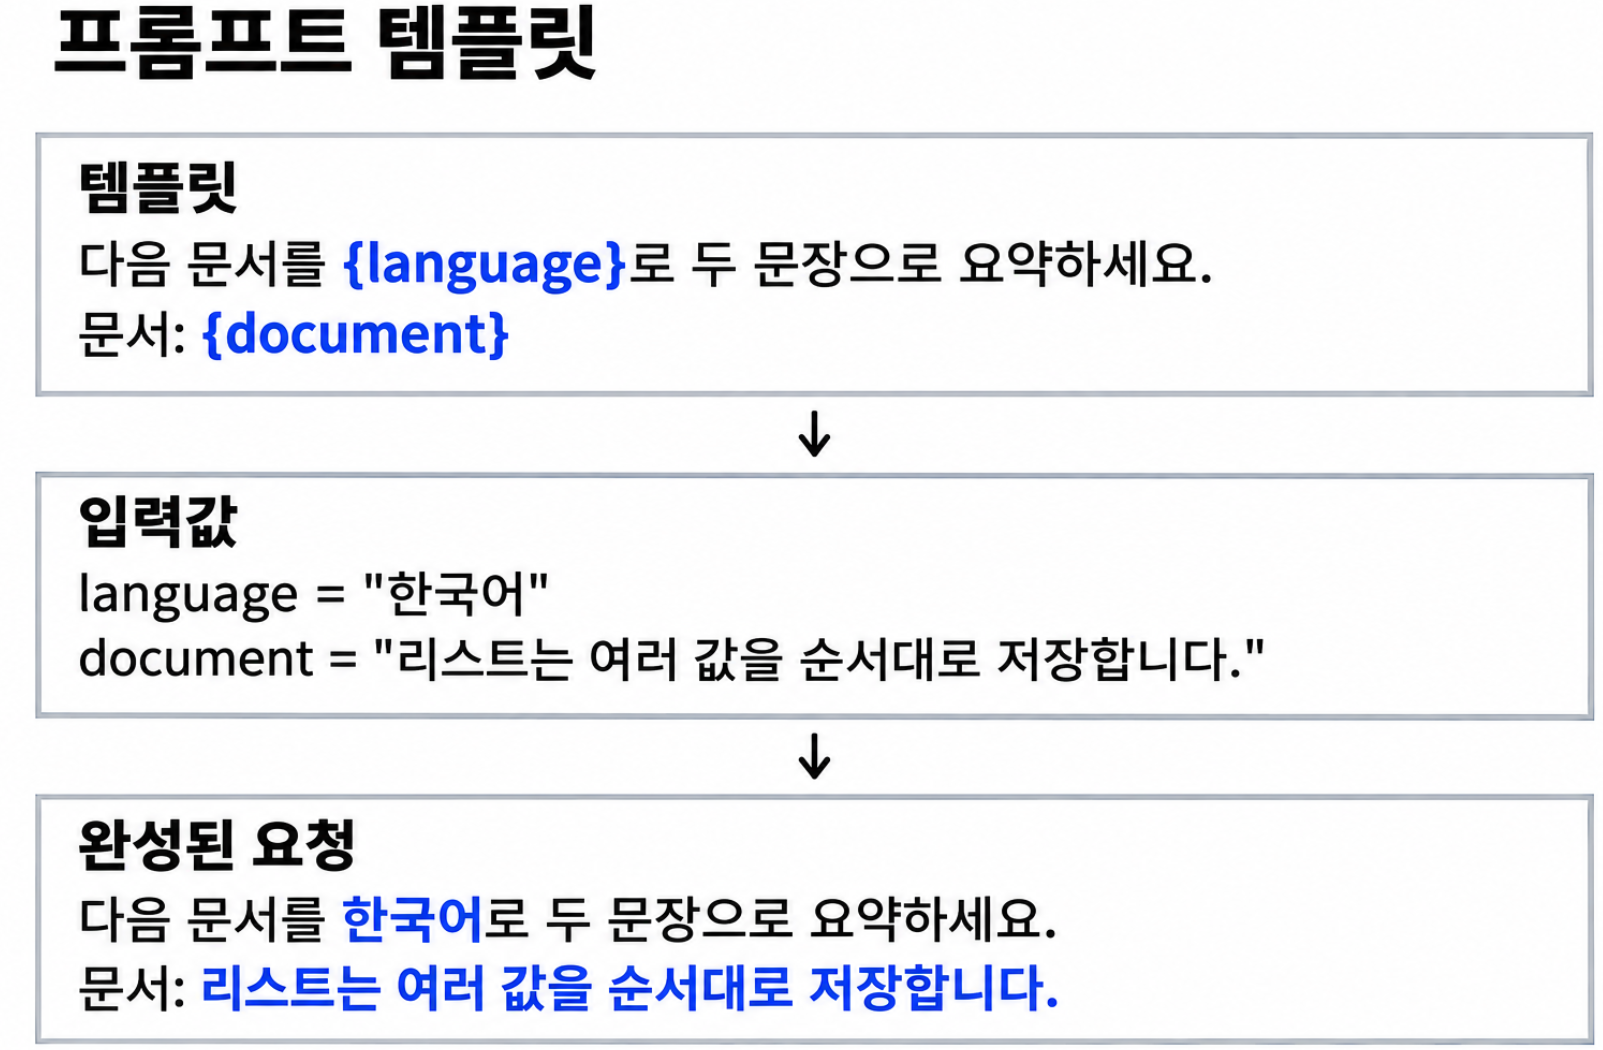 프롬프트 템플릿
템플릿
다음 문서를 {language}로 두 문장으로 요약하세요.
문서: {document}
↓
입력값
language = "한국어"
document = "리스트는 여러 값을 순서대로 저장합니다."
↓
완성된 요청
다음 문서를 한국어로 두 문장으로 요약하세요.
문서: 리스트는 여러 값을 순서대로 저장합니다.